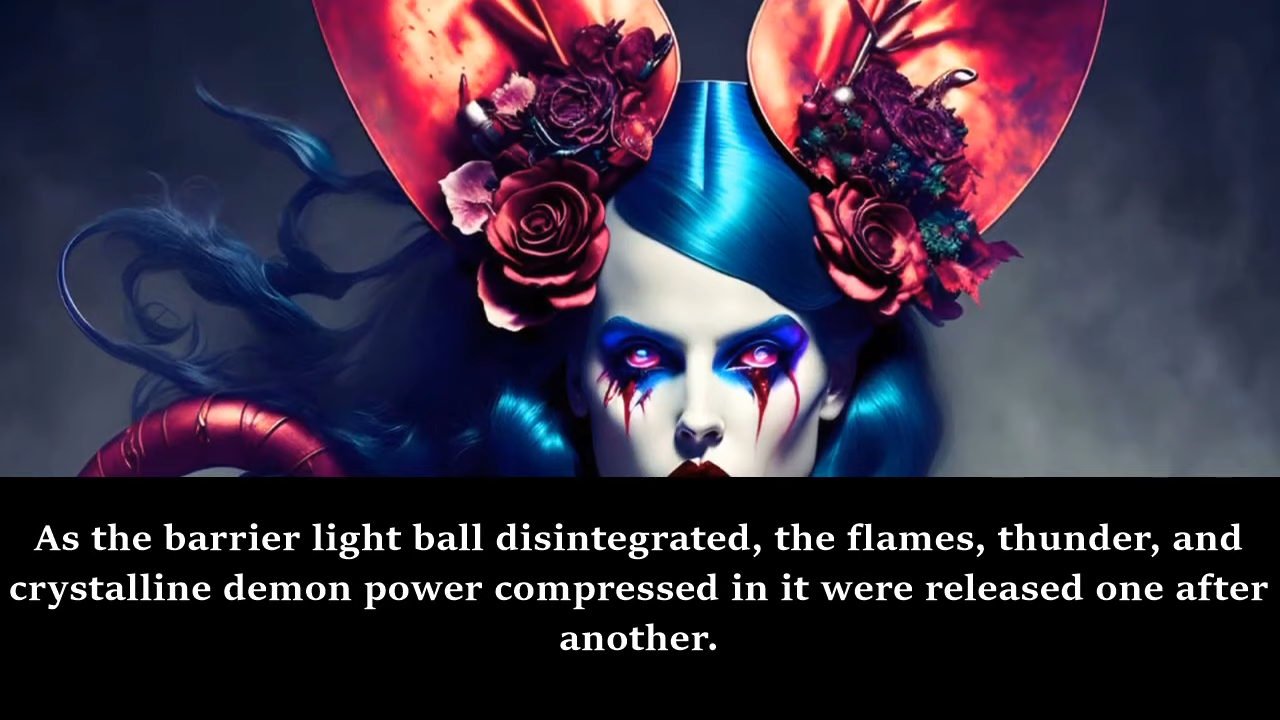 As the barrier light ball disintegrated, the flames, thunder, and
crystalline demon power compressed in it were released one after
another.